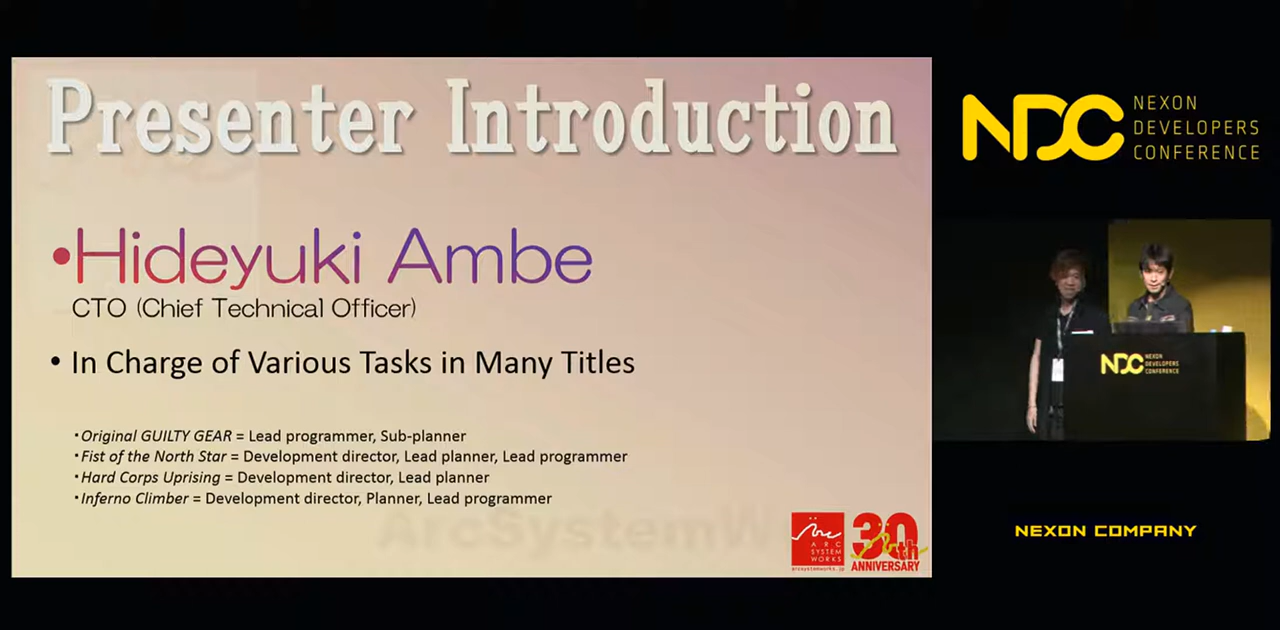 Presenter Introduction
•Hideyuki Ambe
CTO (Chief Technical Officer)
• In Charge of Various Tasks in Many Titles
•Original GUILTY GEAR = Lead programmer, Sub-planner
•Fist of the North Star = Development director, Lead planner, Lead programmer
•Hard Corps Uprising = Development director, Lead planner
•Inferno Climber = Development director, Planner, Lead programmer
ArcSystemW
ARC
SYSTEM
WORKS
arcsystemworks.jp
30th
ANNIVERSARY
NDC
NEXON
DEVELOPERS
CONFERENCE
NDC
NEXON
DEVELOPERS
CONFERENCE
NEXON COMPANY